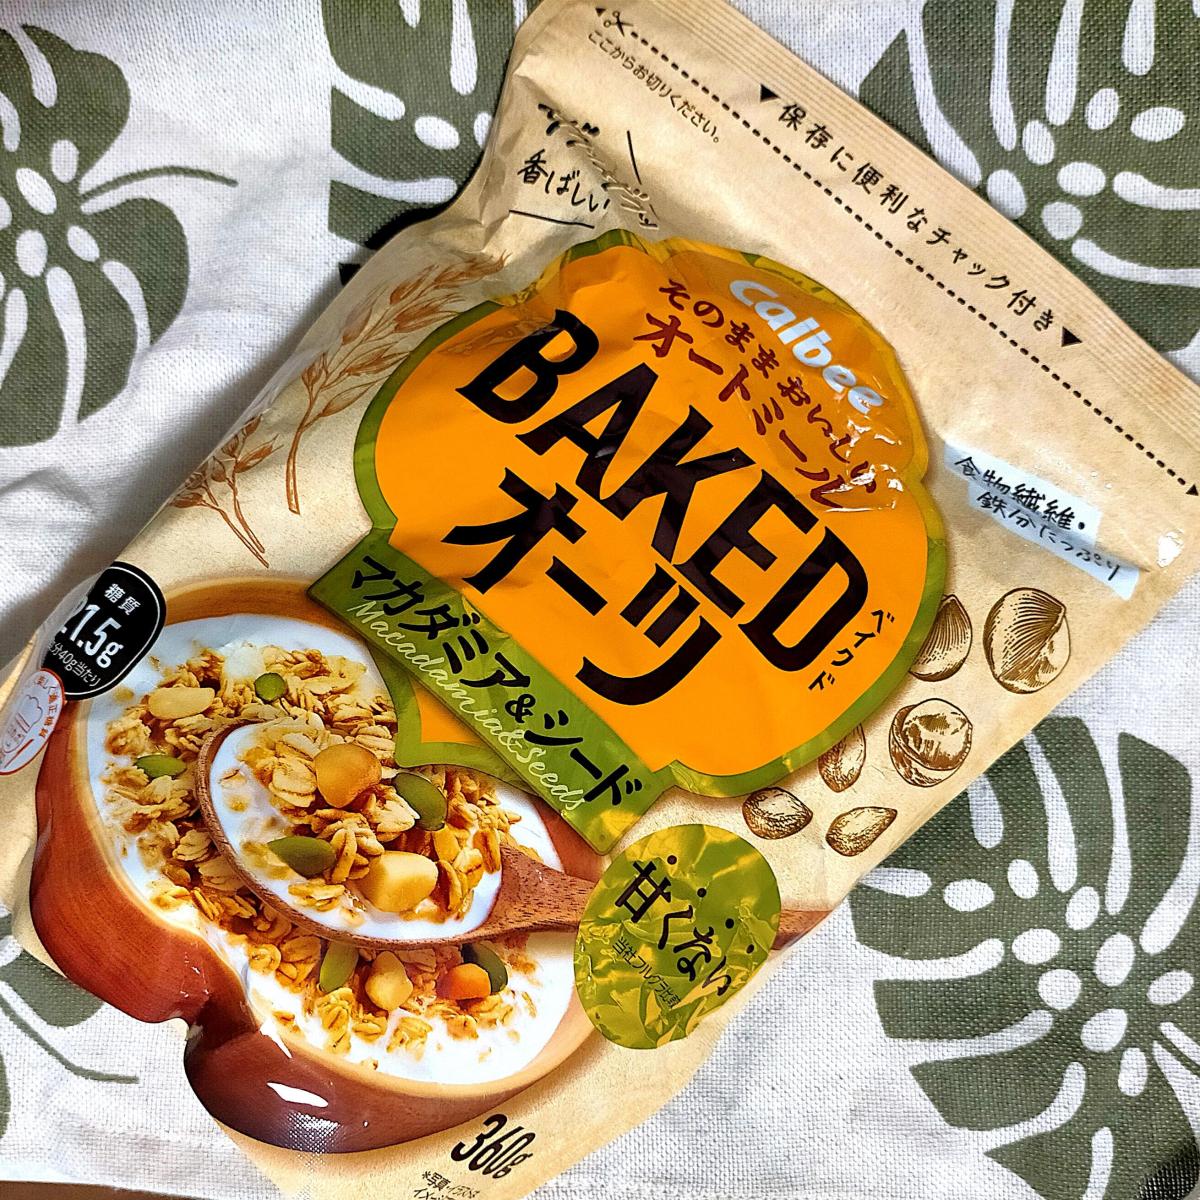 ここからお切りください。
▼保存に便利なチャック付き▼
香ばしい
Calbee
そのままおいしい
オートミール
BAKED
ベイクド
オーツ
マカダミア&シード
Macadamia&Seeds
食物繊維・
鉄分たっぷり
糖質
21.5g
甘くない
当社フルグラ比較
360g